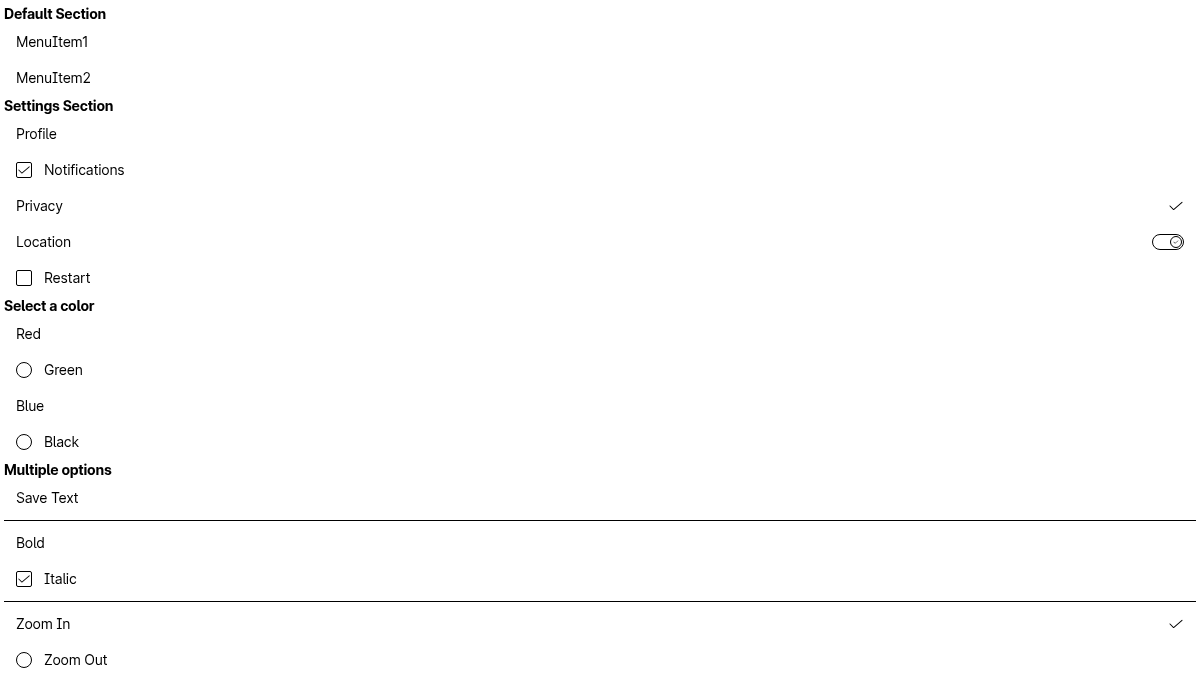 Default Section
MenuItem1
MenuItem2
Settings Section
Profile
Notifications
Privacy
Location
Restart
Select a color
Red
Green
Blue
Black
Multiple options
Save Text
Bold
Italic
Zoom In
Zoom Out